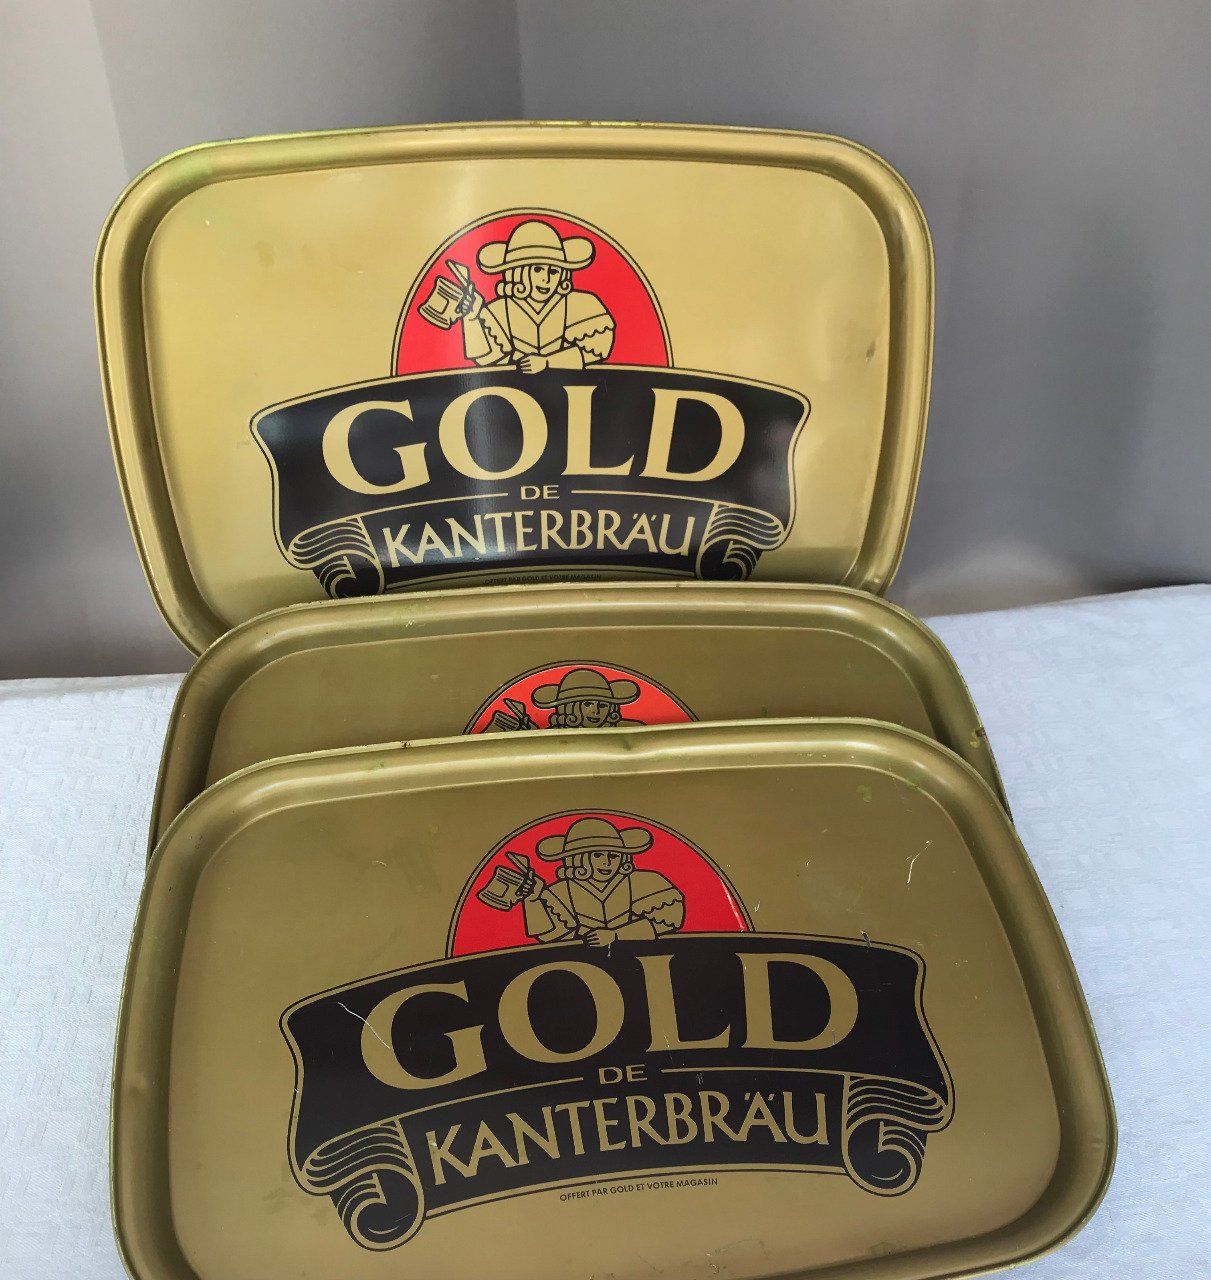 GOLD
DE
KANTERBRÄU
OFFERT PAR GOLD ET VOTRE MAGASIN
GOLD
DE
KANTERBRÄU
OFFERT PAR GOLD ET VOTRE MAGASIN